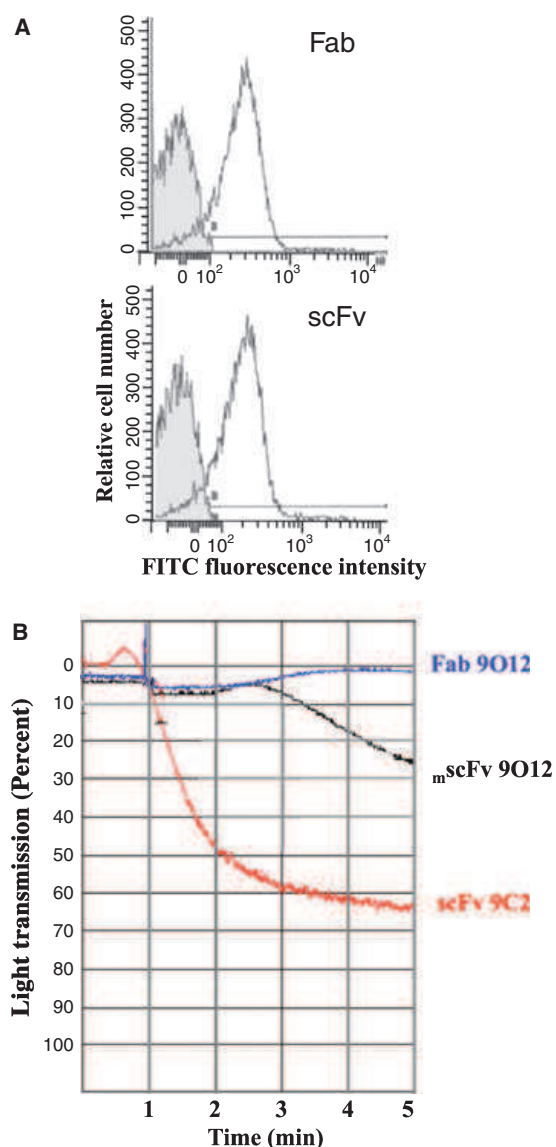 A
Fab
500
400
300
200
100
0
0 10²
10³
10⁴
scFv
Relative cell number
500
400
300
200
100
0
0 10²
10³
10⁴
FITC fluorescence intensity
B
Light transmission (Percent)
0
10
20
30
40
50
60
70
80
90
100
Fab 9O12
mscFv 9O12
scFv 9C2
1 2 3 4 5
Time (min)